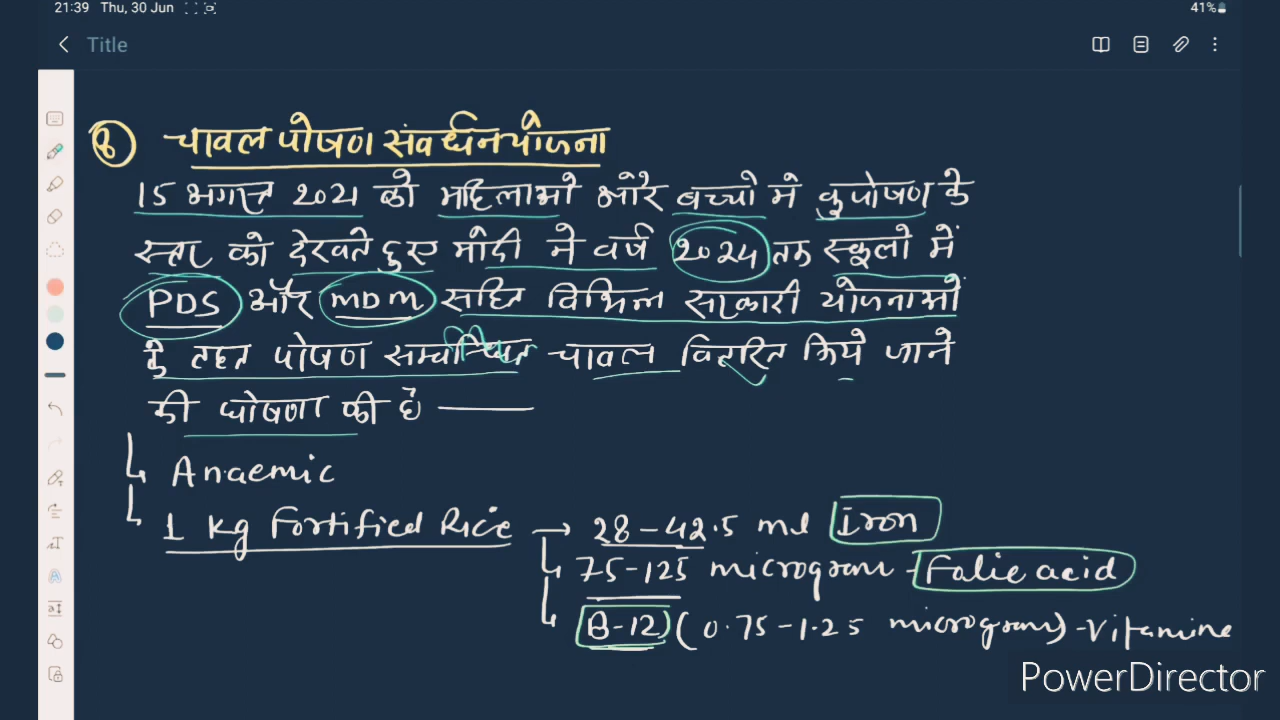 21:39 Thu, 30 Jun
41%
Title
8 चावल पोषण संवर्धन योजना
15 अगस्त 2021 को महिलाओ और बच्चो मे कुपोषण के
स्तर को देखते हुए मोदी ने वर्ष 2024 तक स्कूलो में
PDS और MDM सहित विभिन्न सरकारी योजनाओ
के तहत पोषण सम्बन्धित चावल वितरित किये जाने
की घोषणा की है
Anaemic
1 Kg Fortified Rice → 28-42.5 ml Iron
75-125 microgram - Folic acid
B-12 (0.75-1.25 microgram) - Vitamine
PowerDirector